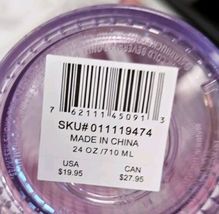 7 62111 45091 3
SKU# 011119474
MADE IN CHINA
24 OZ / 710 ML
USA CAN
$19.95 $27.95